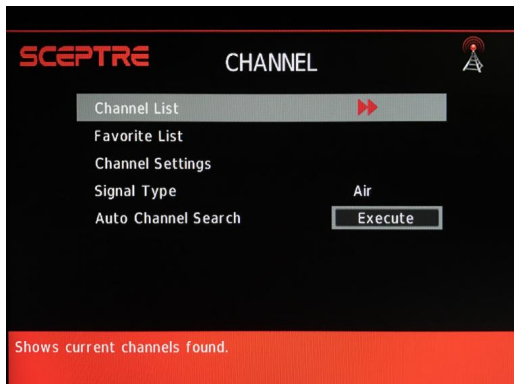 SCEPTRE
CHANNEL
Channel List
Favorite List
Channel Settings
Signal Type Air
Auto Channel Search Execute
Shows current channels found.